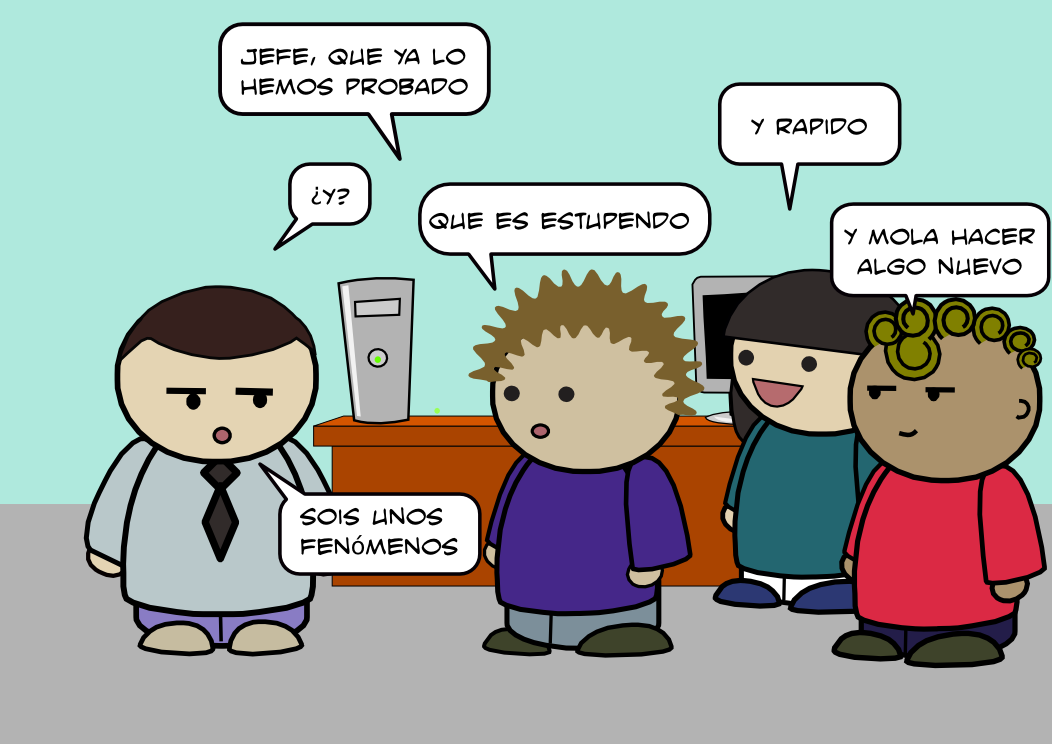 JEFE, QUE YA LO
HEMOS PROBADO
¿Y?
QUE ES ESTUPENDO
Y RAPIDO
Y MOLA HACER
ALGO NUEVO
SOIS UNOS
FENÓMENOS